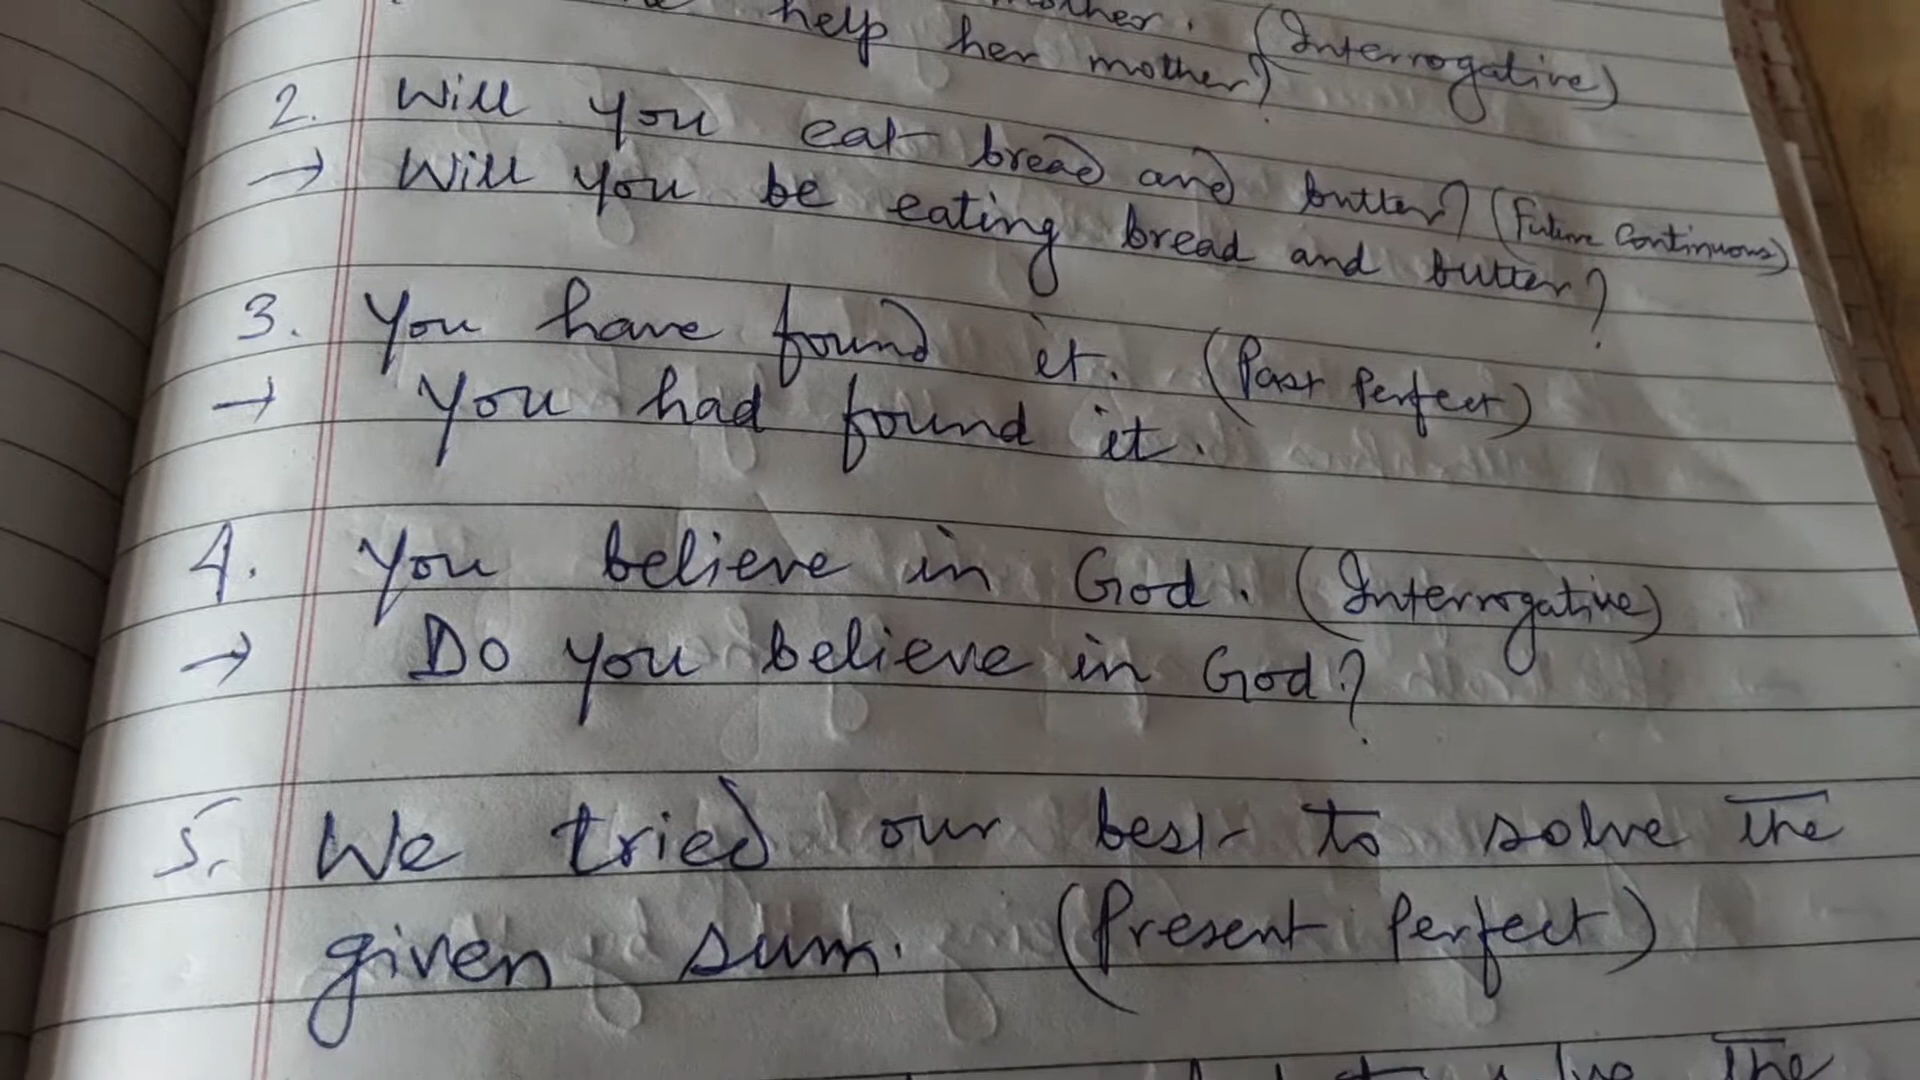 mother. (Interrogative)
help her mother?
2. Will you eat bread and butter? (Future Continuous)
→ Will you be eating bread and butter?
3. You have found it. (Past Perfect)
→ You had found it.
4. You believe in God. (Interrogative)
→ Do you believe in God?
5. We tried our best to solve the
given sum. (Present Perfect)
the